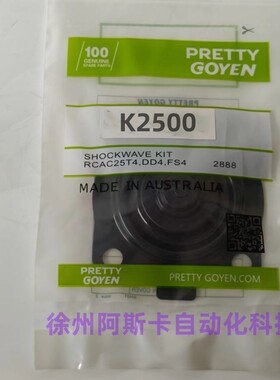 100
GENUINE
SPARE PARTS
PRETTY
GOYEN
PRETTY GOYEN
K2500
SHOCKWAVE KIT
RCAC25T4,DD4,FS4 2888
MADE IN AUSTRALIA
PRETTY
GOYEN
PRETTYGOYEN.COM
徐州阿斯卡自动化科技